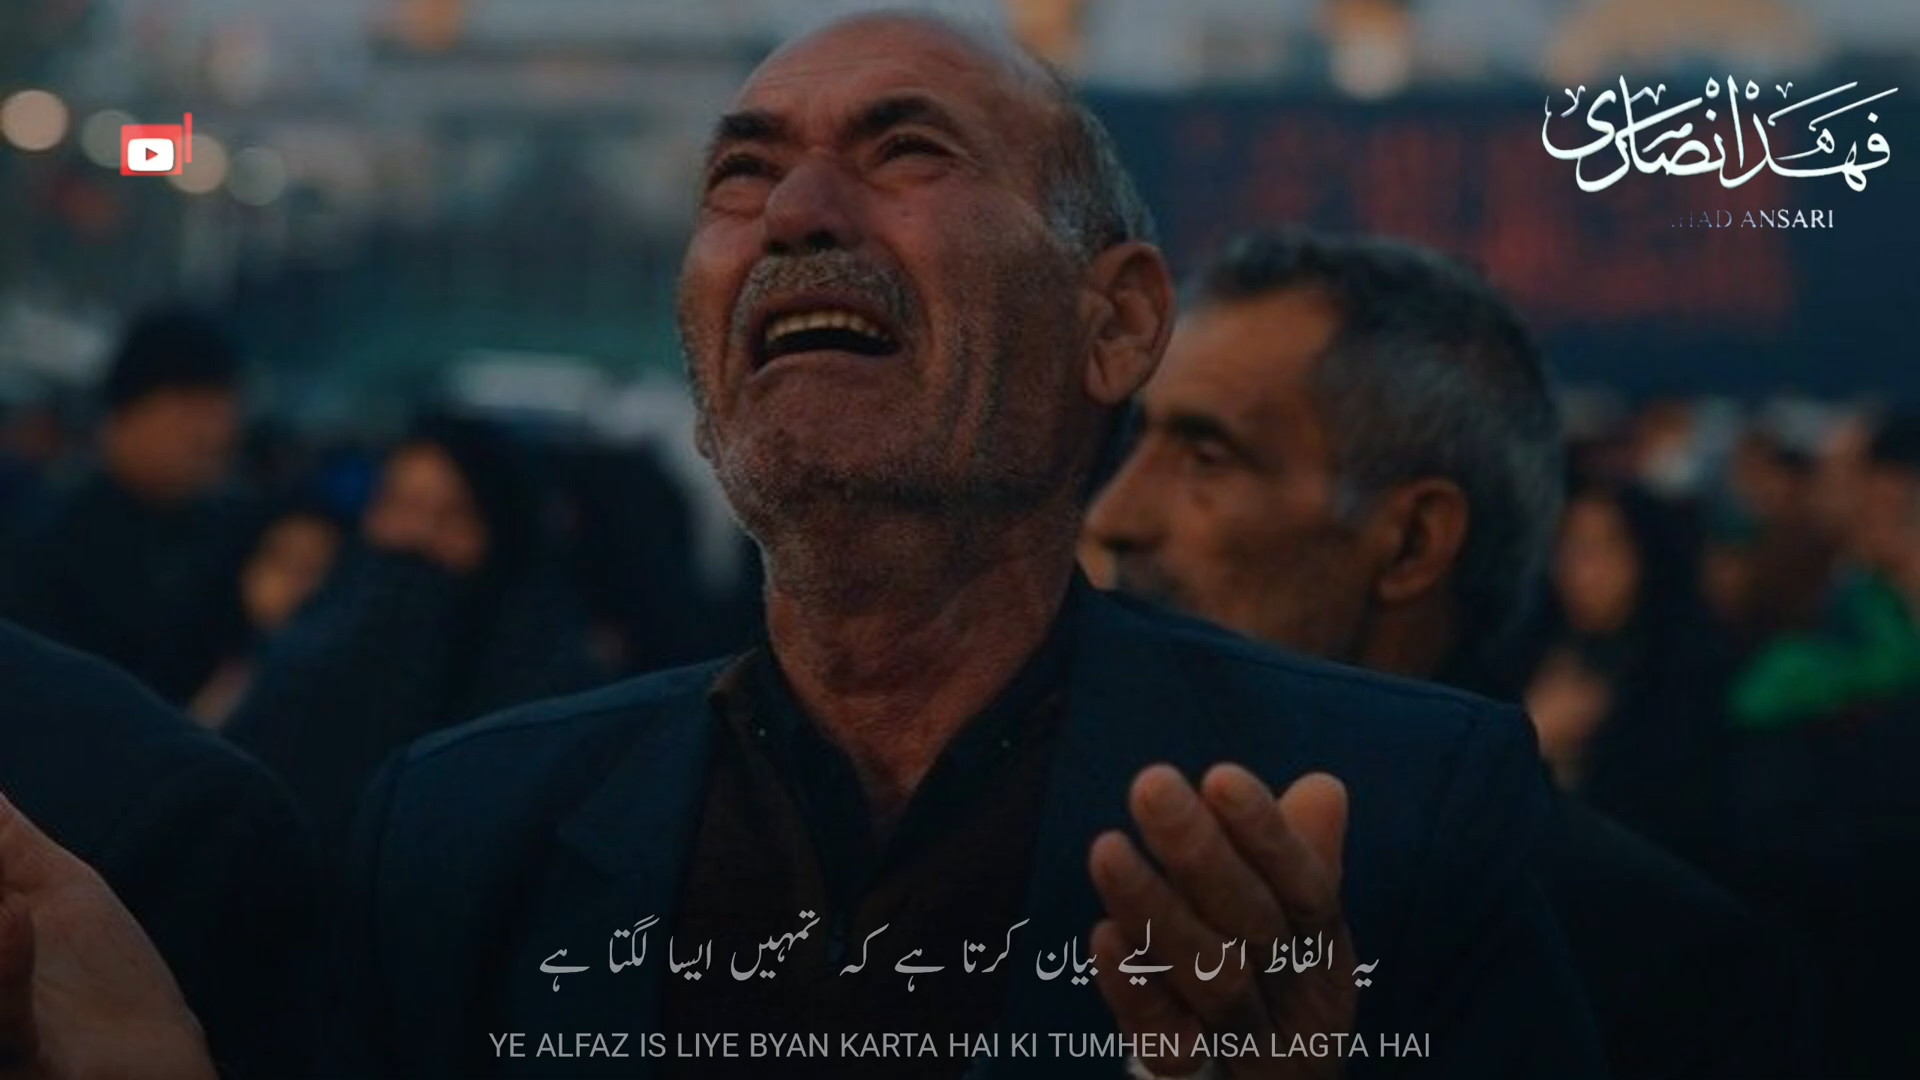 فهد انصاری
HAD ANSARI
یہ الفاظ اس لیے بیان کرتا ہے کہ تمہیں ایسا لگتا ہے
YE ALFAZ IS LIYE BYAN KARTA HAI KI TUMHEN AISA LAGTA HAI